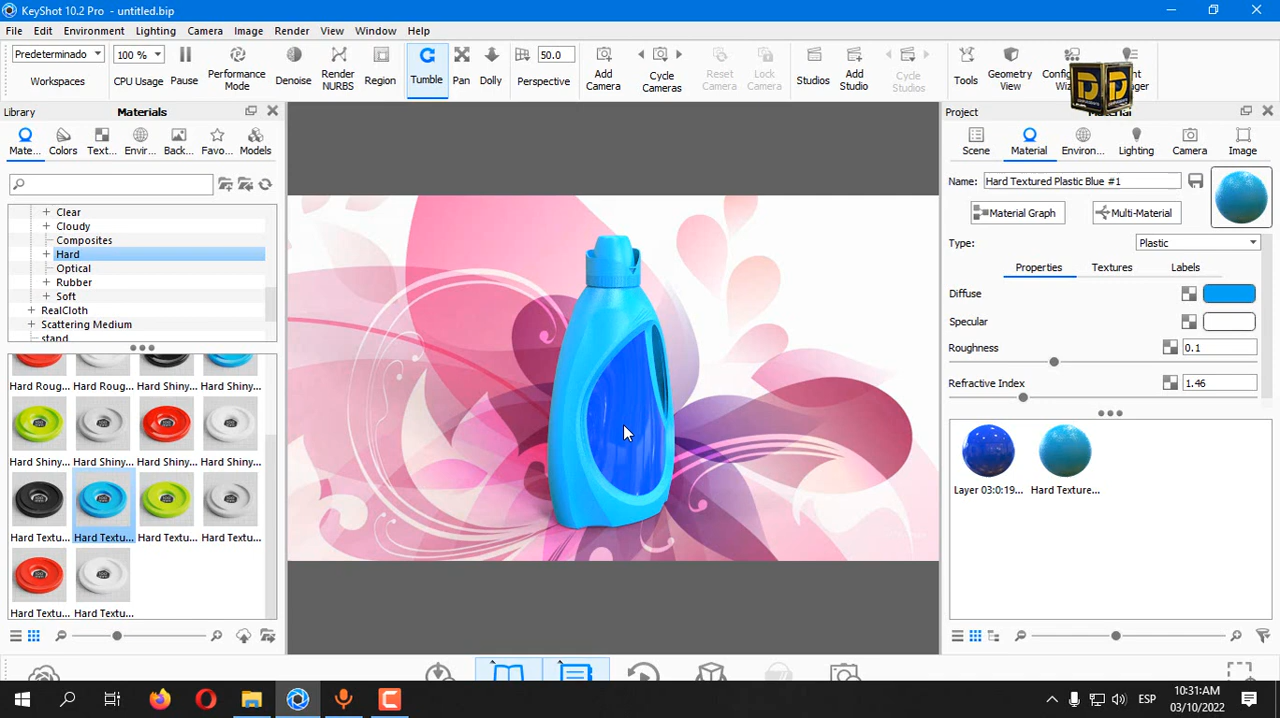 KeyShot 10.2 Pro - untitled.bip
File Edit Environment Lighting Camera Image Render View Window Help
Predeterminado 100 % 50.0
Workspaces CPU Usage Pause Performance Mode Denoise Render NURBS Region Tumble Pan Dolly Perspective Add Camera Cycle Cameras Reset Camera Lock Camera Studios Add Studio Cycle Studios Tools Geometry View
Library Materials
Mate... Colors Text... Envir... Back... Favo... Models
Clear
Cloudy
Composites
Hard
Optical
Rubber
Soft
RealCloth
Scattering Medium
stand
Hard Roug... Hard Roug... Hard Shiny... Hard Shiny...
Hard Shiny... Hard Shiny... Hard Shiny... Hard Shiny...
Hard Textu... Hard Textu... Hard Textu... Hard Textu...
Hard Textu... Hard Textu...
Project
Scene Material Environ... Lighting Camera Image
Name: Hard Textured Plastic Blue #1
Material Graph Multi-Material
Type: Plastic
Properties Textures Labels
Diffuse
Specular
Roughness 0.1
Refractive Index 1.46
Layer 03:0:19... Hard Texture...
ESP
10:31:AM
03/10/2022